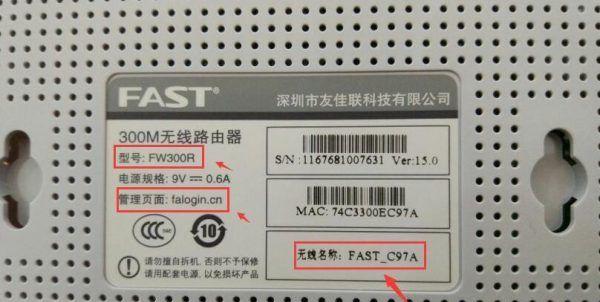 FAST®
深圳市友佳联科技有限公司
300M无线路由器
型号: FW300R
电源规格: 9V⎓0.6A
管理页面: falogin.cn
CCC
10
请勿擅自拆机, 否则不予保修
请用配套电源, 以免损坏产品
S/N:1167681007631 Ver:15.0
MAC: 74C3300EC97A
无线名称: FAST_C97A